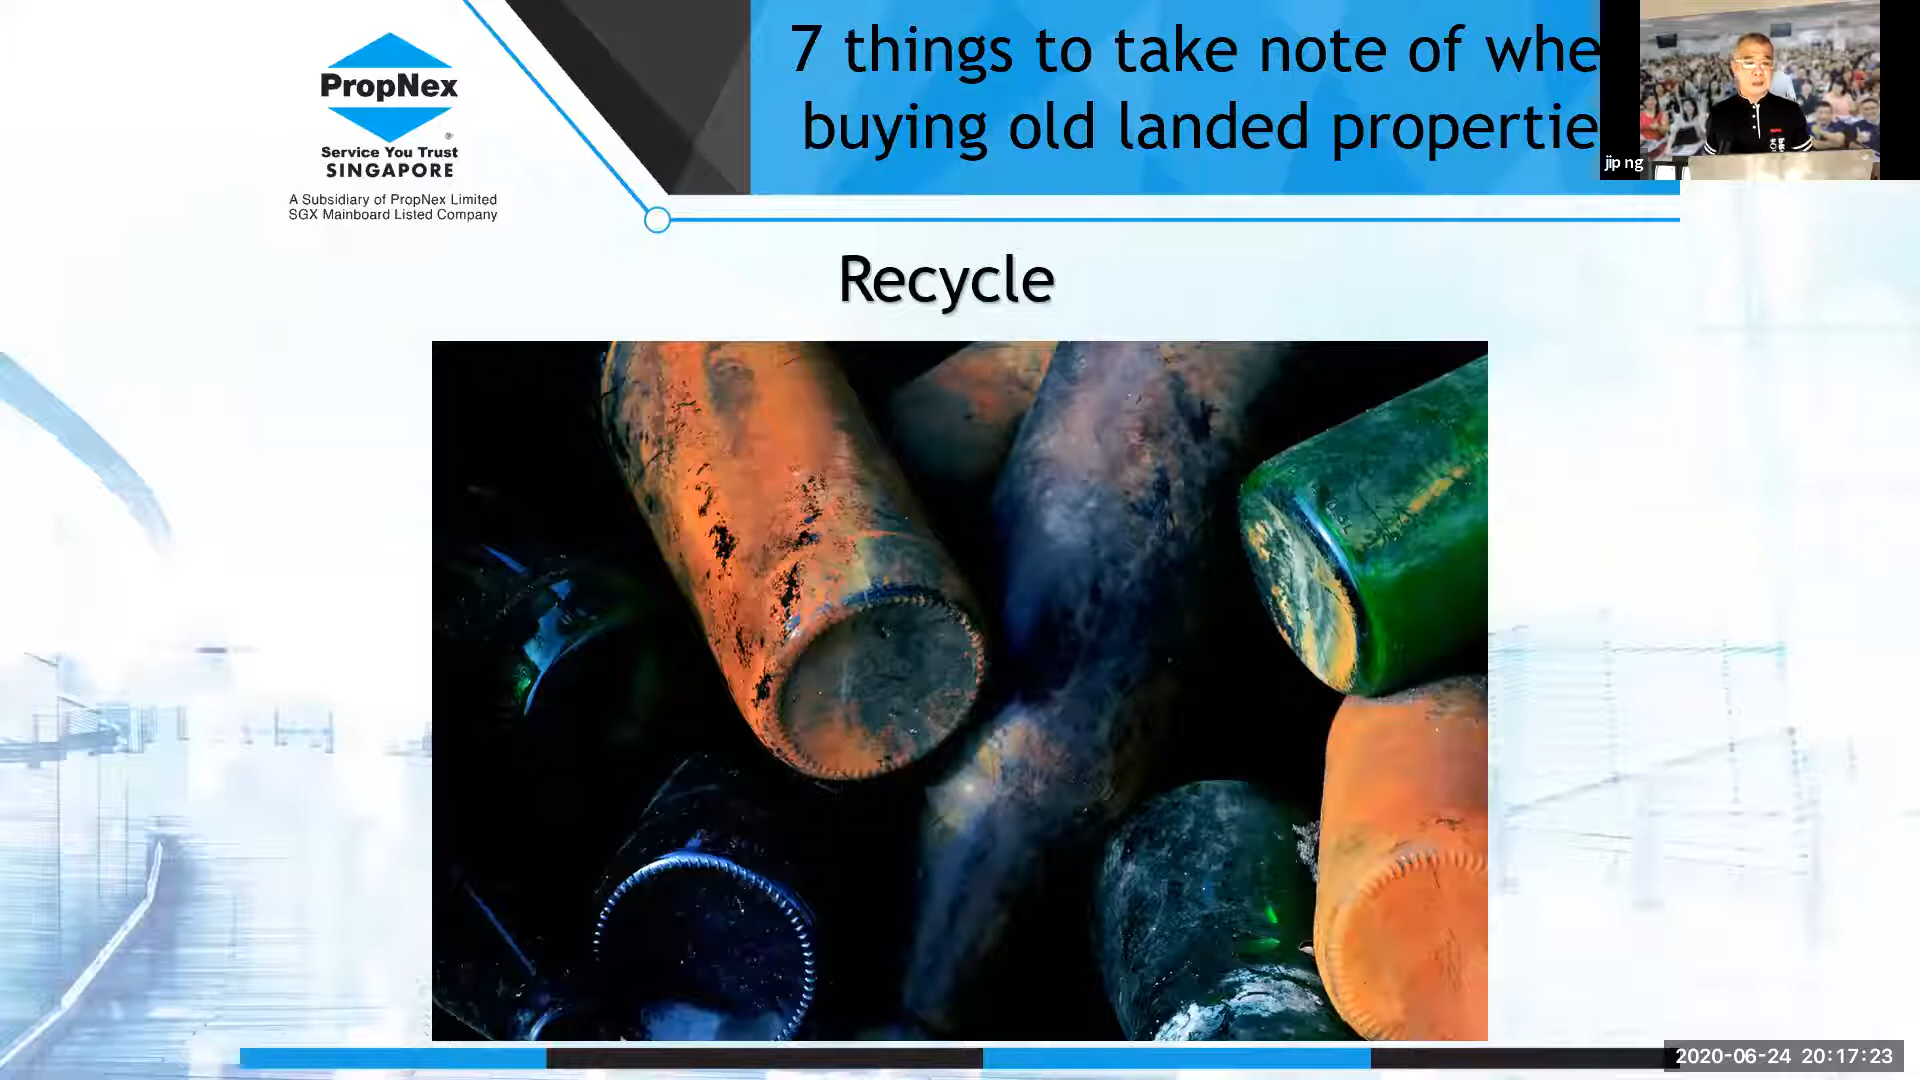 PropNex
®
Service You Trust
SINGAPORE
A Subsidiary of PropNex Limited
SGX Mainboard Listed Company
7 things to take note of whe
buying old landed propertie
jip ng
Recycle
2020-06-24 20:17:23